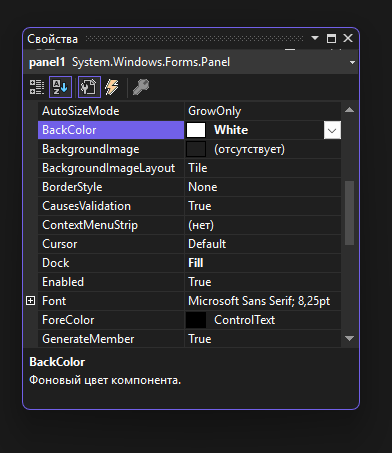 Свойства
panel1 System.Windows.Forms.Panel
AutoSizeMode GrowOnly
BackColor White
BackgroundImage (отсутствует)
BackgroundImageLayout Tile
BorderStyle None
CausesValidation True
ContextMenuStrip (нет)
Cursor Default
Dock Fill
Enabled True
Font Microsoft Sans Serif; 8,25pt
ForeColor ControlText
GenerateMember True
BackColor
Фоновый цвет компонента.